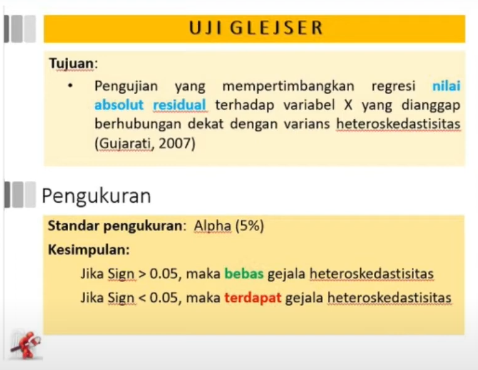 UJI GLEJSER
Tujuan:
• Pengujian yang mempertimbangkan regresi nilai
absolut residual terhadap variabel X yang dianggap
berhubungan dekat dengan varians heteroskedastisitas
(Gujarati, 2007)
Pengukuran
Standar pengukuran: Alpha (5%)
Kesimpulan:
Jika Sign > 0.05, maka bebas gejala heteroskedastisitas
Jika Sign < 0.05, maka terdapat gejala heteroskedastisitas